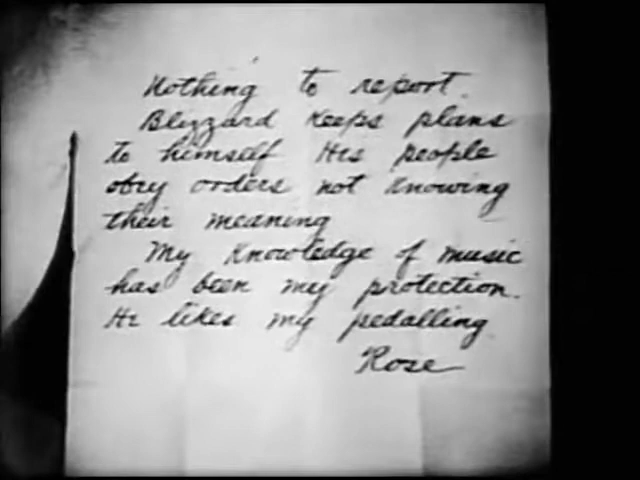 Nothing to report.
Blizzard keeps plans
to himself His people
obey orders not knowing
their meaning
My knowledge of music
has been my protection.
He likes my pedalling
Rose